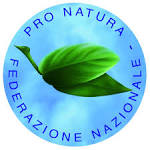 PRO NATURA -
FEDERAZIONE NAZIONALE -